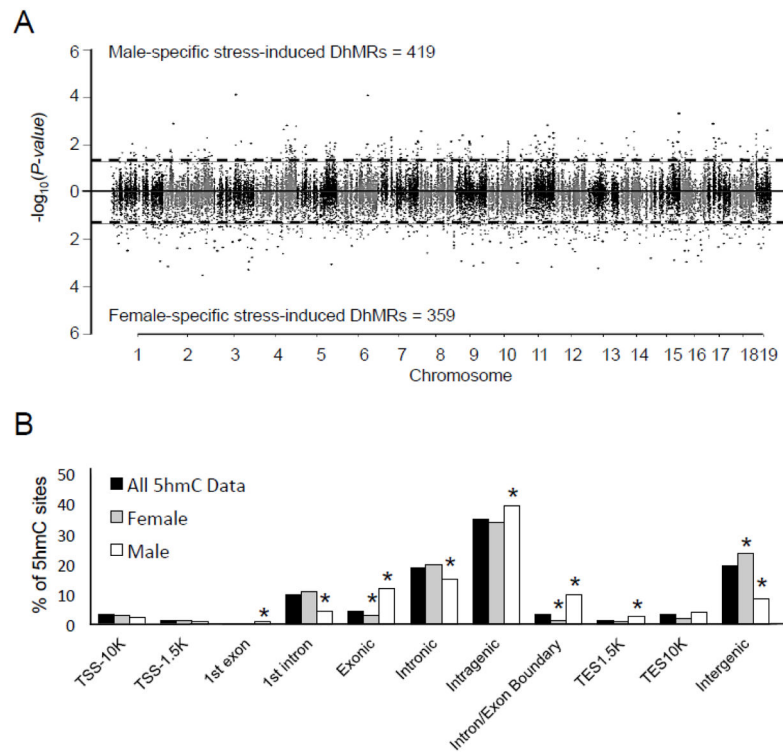 A
6
Male-specific stress-induced DhMRs = 419
4
2
0
2
4
6
-log10(P-value)
Female-specific stress-induced DhMRs = 359
1 2 3 4 5 6 7 8 9 10 11 12 13 14 15 16 17 18 19
Chromosome
B
50
40
30
20
10
0
% of 5hmC sites
All 5hmC Data
Female
Male
* * * * * * * * * * * *
TSS-10K
TSS-1.5K
1st exon
1st intron
Exonic
Intronic
Intragenic
Intron/Exon Boundary
TES1.5K
TES10K
Intergenic